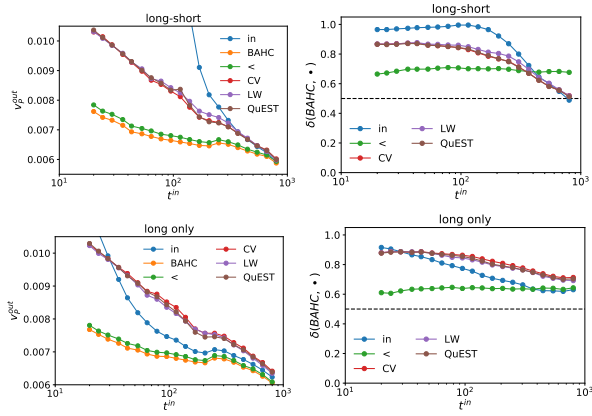 long-short
v_P^out
0.010
0.009
0.008
0.007
0.006
in
BAHC
<
CV
LW
QuEST
10^1
10^2
10^3
t^in
long-short
δ(BAHC, •)
1.0
0.8
0.6
0.4
0.2
0.0
in
<
CV
LW
QuEST
10^1
10^2
10^3
t^in
long only
v_P^out
0.010
0.009
0.008
0.007
0.006
in
BAHC
<
CV
LW
QuEST
10^1
10^2
10^3
t^in
long only
δ(BAHC, •)
1.0
0.8
0.6
0.4
0.2
0.0
in
<
CV
LW
QuEST
10^1
10^2
10^3
t^in